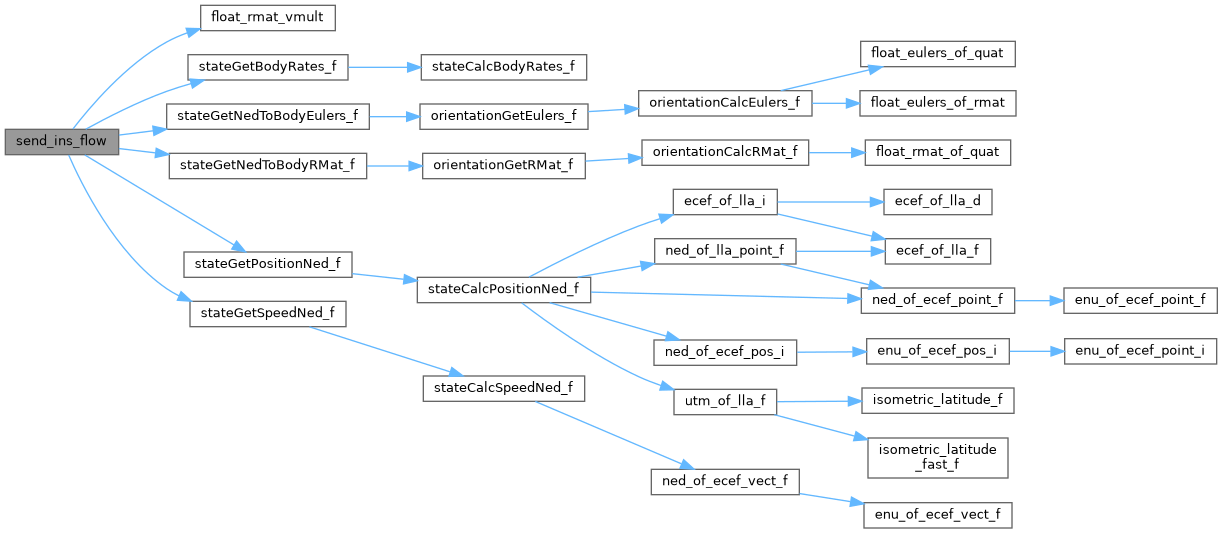 float_rmat_vmult
float_eulers_of_quat
stateGetBodyRates_f
stateCalcBodyRates_f
orientationCalcEulers_f
float_eulers_of_rmat
stateGetNedToBodyEulers_f
orientationGetEulers_f
send_ins_flow
orientationCalcRMat_f
float_rmat_of_quat
stateGetNedToBodyRMat_f
orientationGetRMat_f
ecef_of_lla_i
ecef_of_lla_d
ned_of_lla_point_f
ecef_of_lla_f
stateGetPositionNed_f
stateCalcPositionNed_f
ned_of_ecef_point_f
enu_of_ecef_point_f
stateGetSpeedNed_f
ned_of_ecef_pos_i
enu_of_ecef_pos_i
enu_of_ecef_point_i
stateCalcSpeedNed_f
utm_of_lla_f
isometric_latitude_f
isometric_latitude
_fast_f
ned_of_ecef_vect_f
enu_of_ecef_vect_f